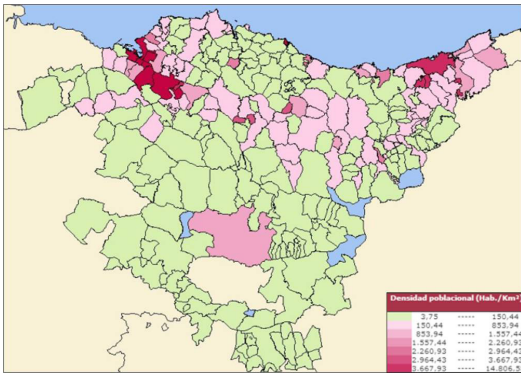 Densidad poblacional (Hab./Km²)
3,75 ----- 150,44
150,44 ----- 853,94
853,94 ----- 1.557,44
1.557,44 ----- 2.260,93
2.260,93 ----- 2.964,43
2.964,43 ----- 3.667,93
3.667,93 ----- 14.806,5